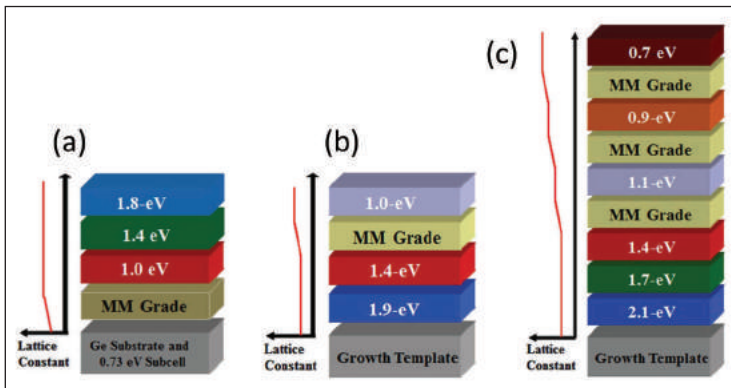 (a)
1.8-eV
1.4 eV
1.0 eV
MM Grade
Ge Substrate and
0.73 eV Subcell
Lattice
Constant
(b)
1.0-eV
MM Grade
1.4-eV
1.9-eV
Growth Template
Lattice
Constant
(c)
0.7 eV
MM Grade
0.9-eV
MM Grade
1.1-eV
MM Grade
1.4-eV
1.7-eV
2.1-eV
Growth Template
Lattice
Constant